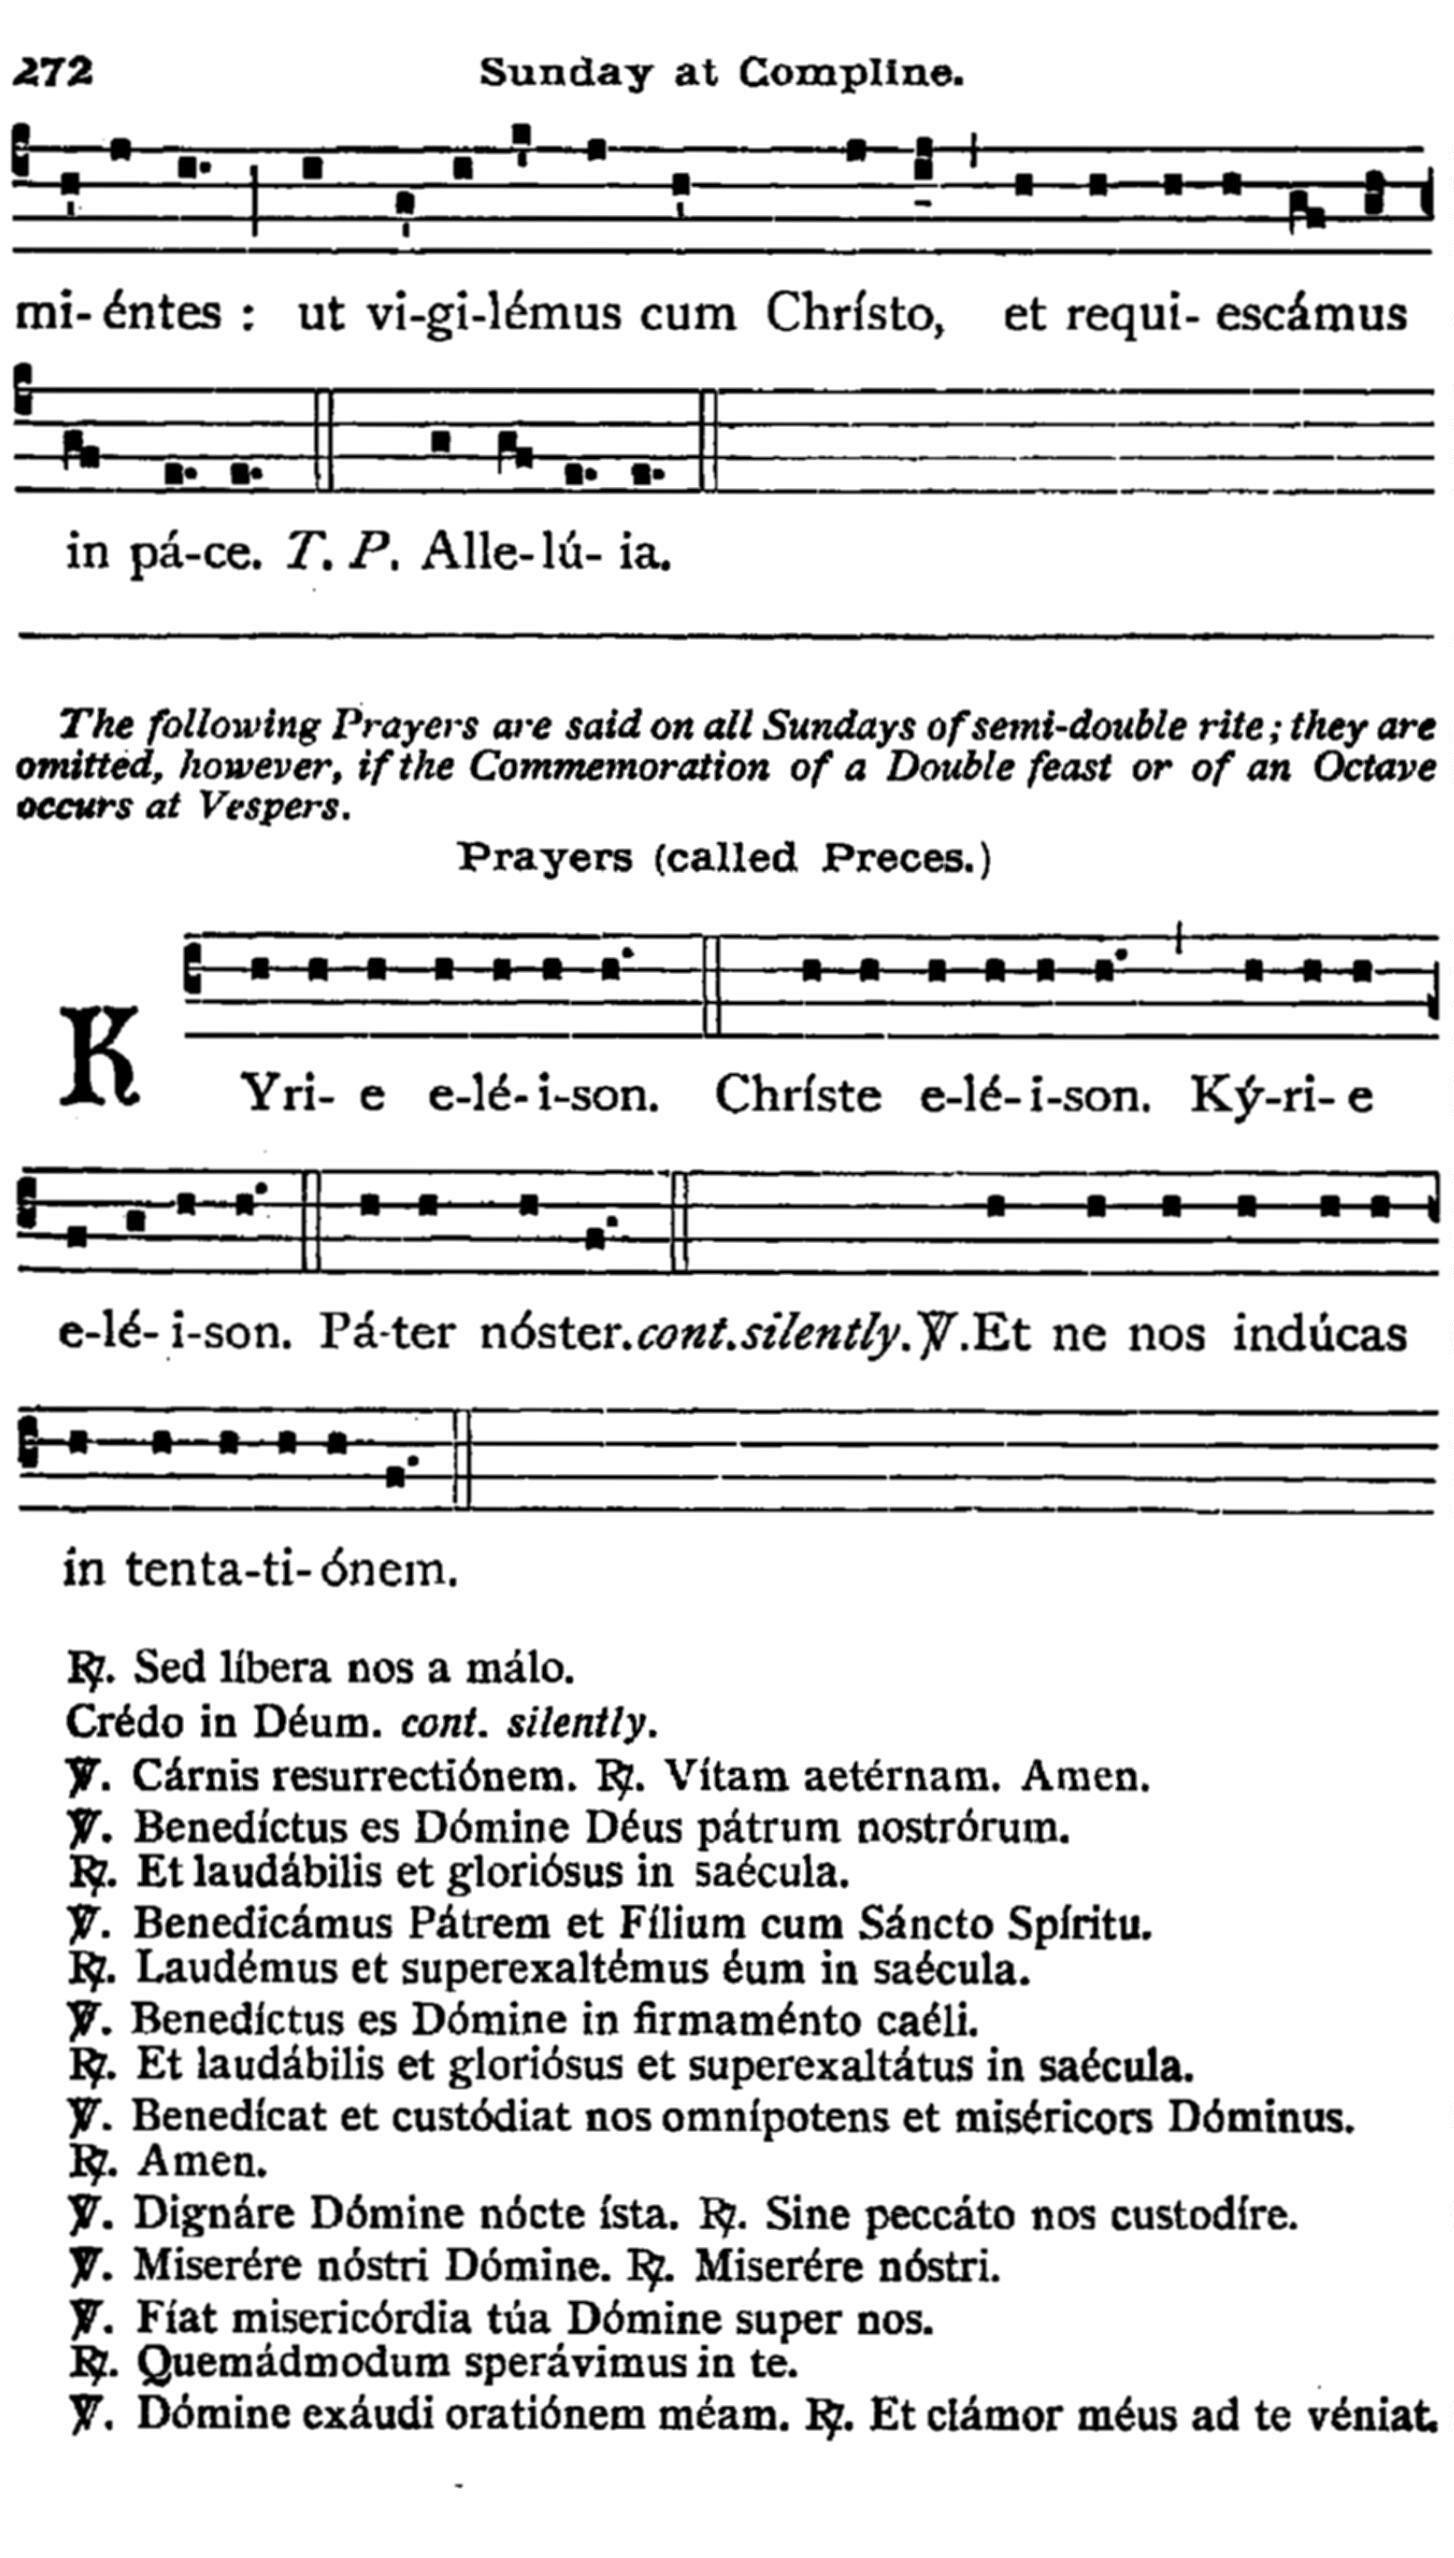 272 Sunday at Compline.
mi- éntes : ut vi-gi-lémus cum Chrísto, et requi- escámus
in pá-ce. T. P. Alle- lú- ia.
The following Prayers are said on all Sundays of semi-double rite; they are
omitted, however, if the Commemoration of a Double feast or of an Octave
occurs at Vespers.
Prayers (called Preces.)
KYri- e e-lé- i-son. Chríste e-lé- i-son. Ký-ri- e
e-lé- i-son. Pá-ter nóster. cont. silently. ℣. Et ne nos indúcas
in tenta-ti- ónem.
℟. Sed líbera nos a málo.
Crédo in Déum. cont. silently.
℣. Cárnis resurrectiónem. ℟. Vítam aetérnam. Amen.
℣. Benedíctus es Dómine Déus pátrum nostrórum.
℟. Et laudábilis et gloriósus in saécula.
℣. Benedicámus Pátrem et Fílium cum Sáncto Spíritu.
℟. Laudémus et superexaltémus éum in saécula.
℣. Benedíctus es Dómine in firmaménto caéli.
℟. Et laudábilis et gloriósus et superexaltátus in saécula.
℣. Benedícat et custódiat nos omnípotens et miséricors Dóminus.
℟. Amen.
℣. Dignáre Dómine nócte ísta. ℟. Sine peccáto nos custodíre.
℣. Miserére nóstri Dómine. ℟. Miserére nóstri.
℣. Fíat misericórdia túa Dómine super nos.
℟. Quemádmodum sperávimus in te.
℣. Dómine exáudi oratiónem méam. ℟. Et clámor méus ad te véniat.